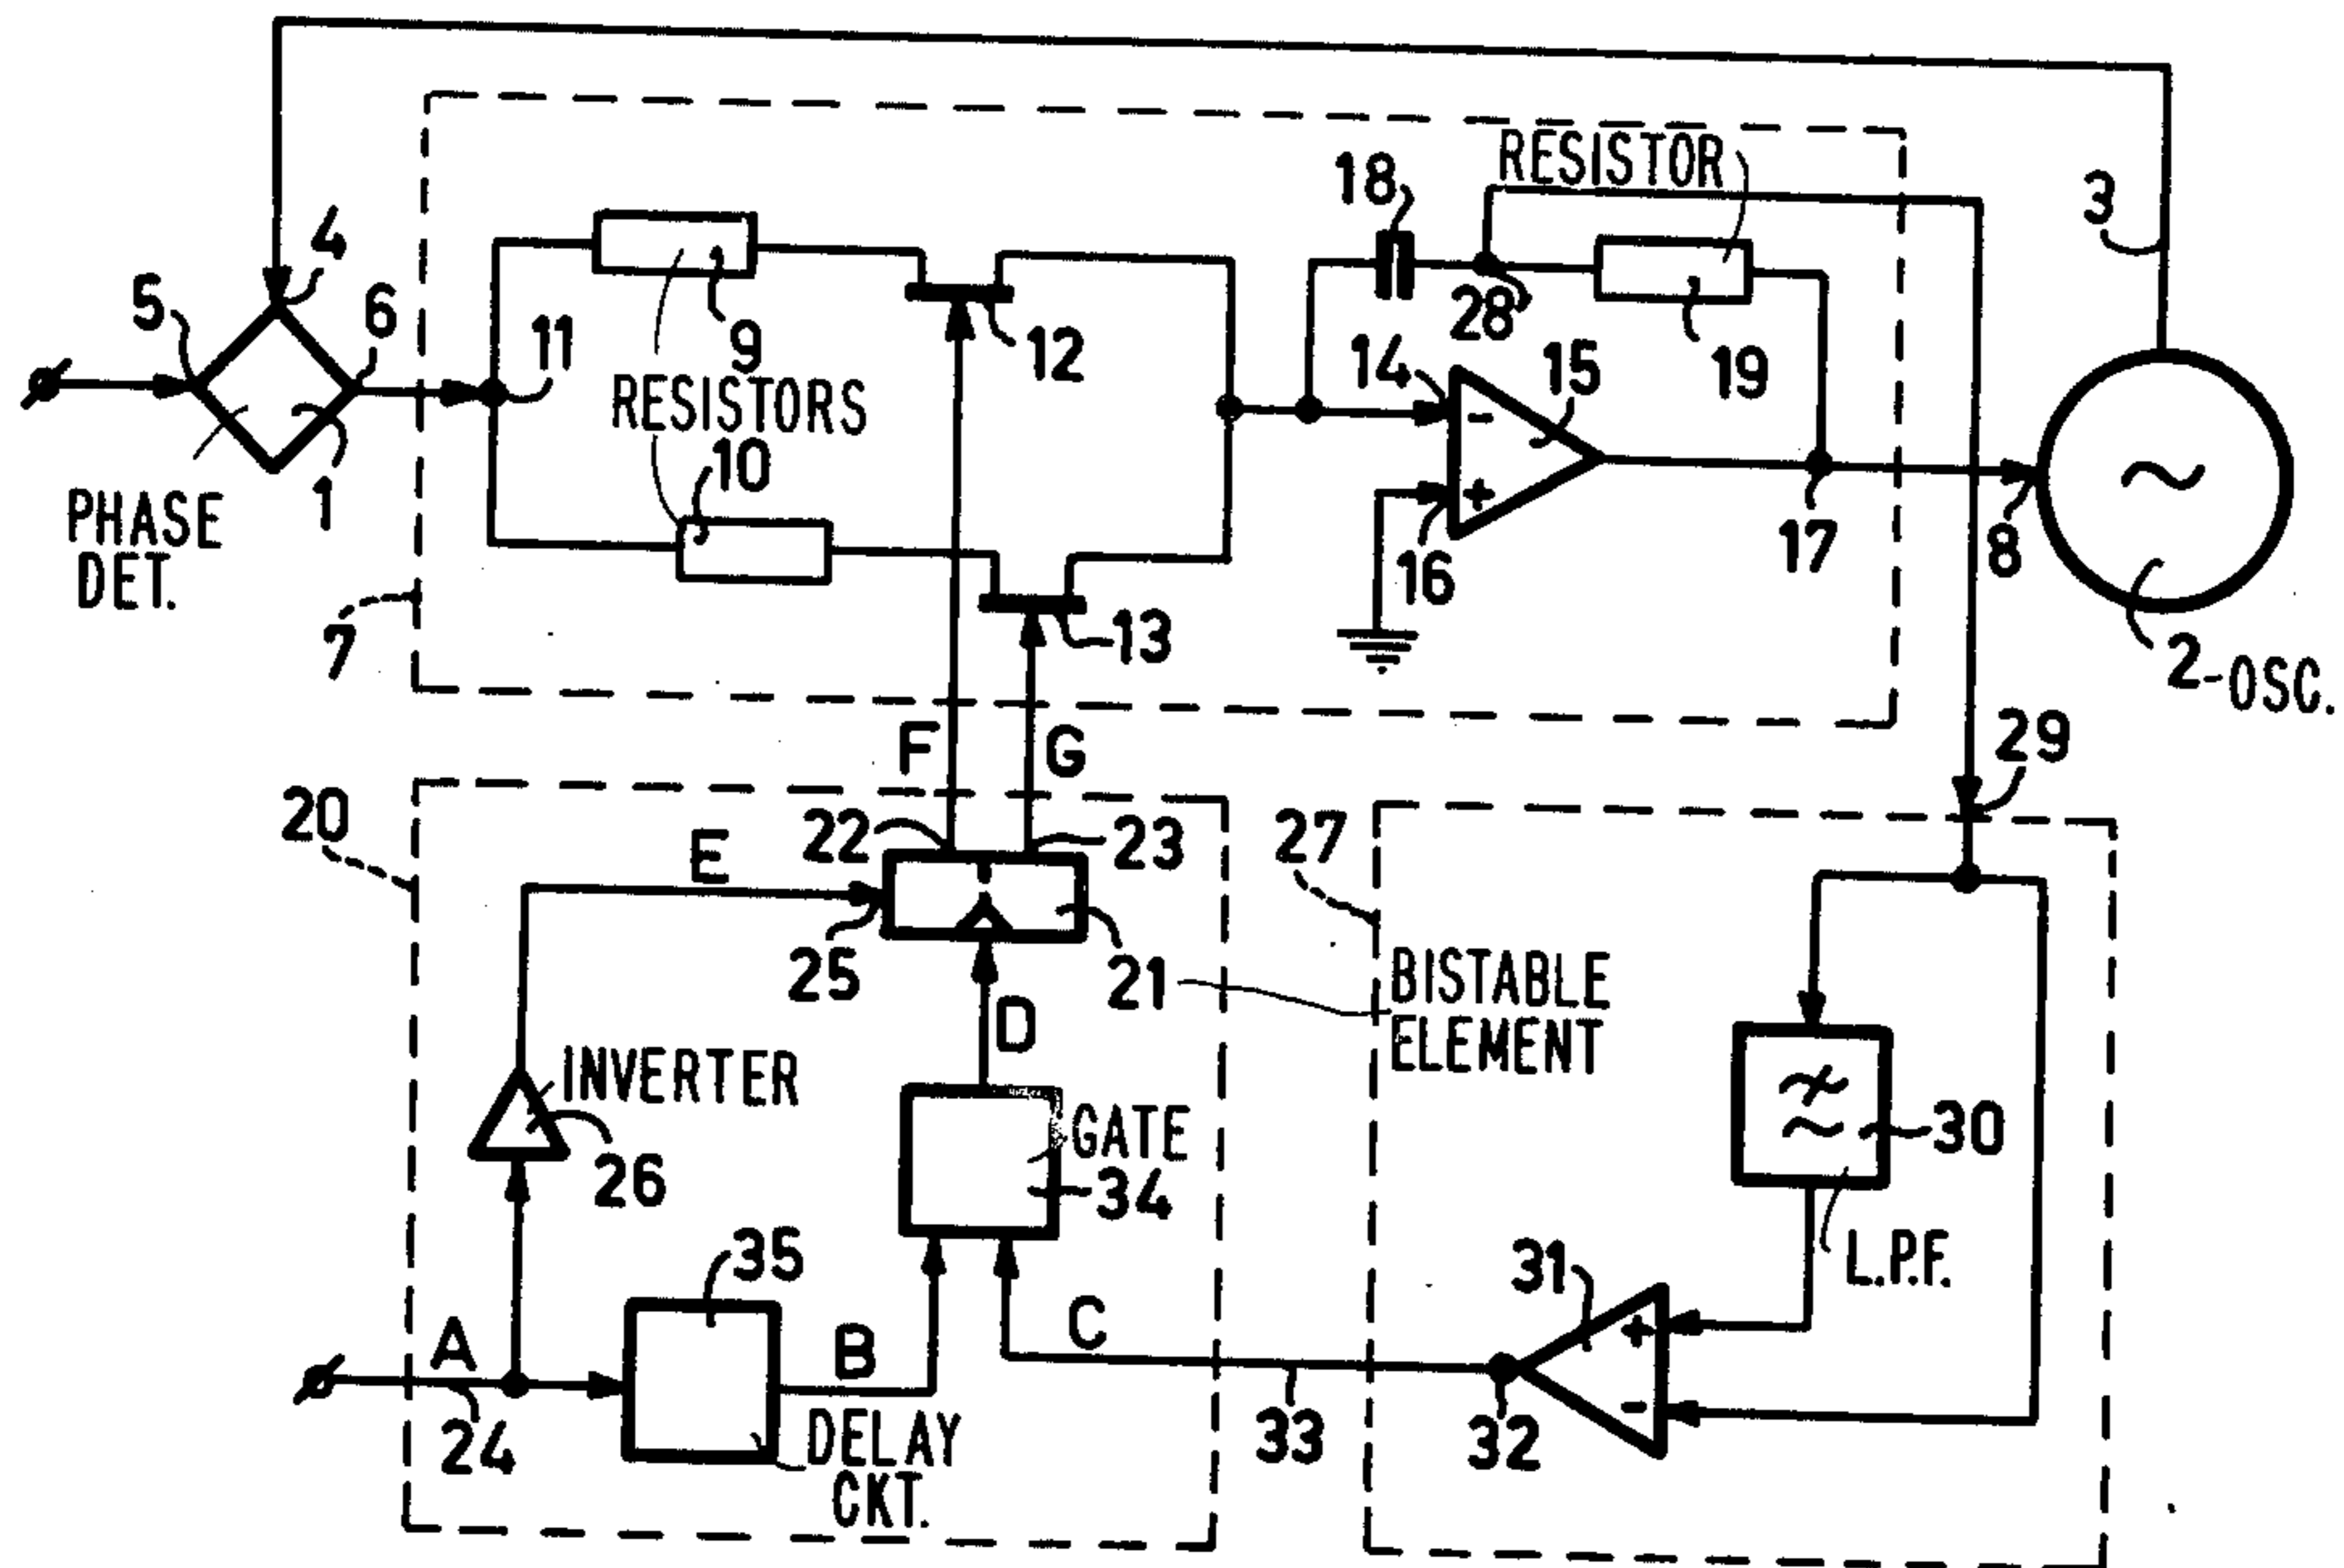 3
RESISTOR
18
4
5
6
11
9
12
28
19
14
15
-
RESISTORS
10
+
1
PHASE
DET.
16
17
8
7
13
2-OSC.
F
G
29
20
22
23
27
E
25
21
BISTABLE
ELEMENT
D
INVERTER
GATE
30
26
34
35
31
L.P.F.
C
+
A
B
-
24
DELAY
CKT.
33
32